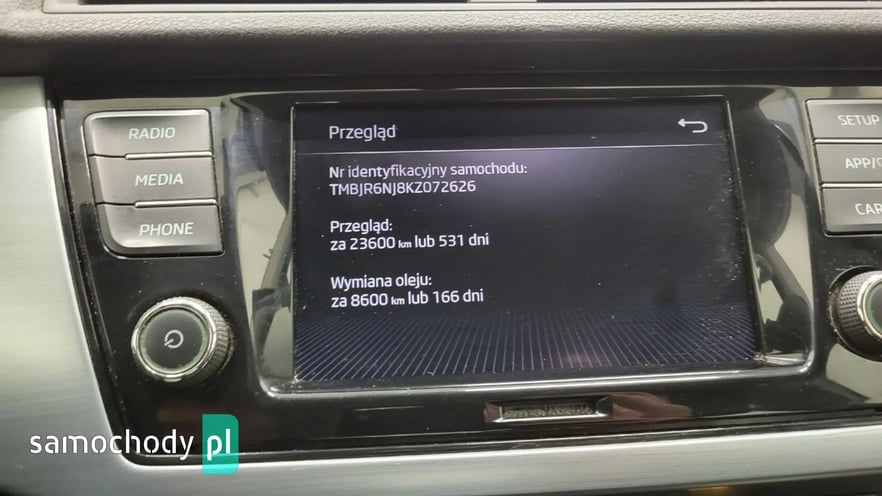 RADIO
MEDIA
PHONE
Przegląd
Nr identyfikacyjny samochodu:
TMBJR6NJ8KZ072626
Przegląd:
za 23600 km lub 531 dni
Wymiana oleju:
za 8600 km lub 166 dni
SETUP
APP/
CAR
samochody pl